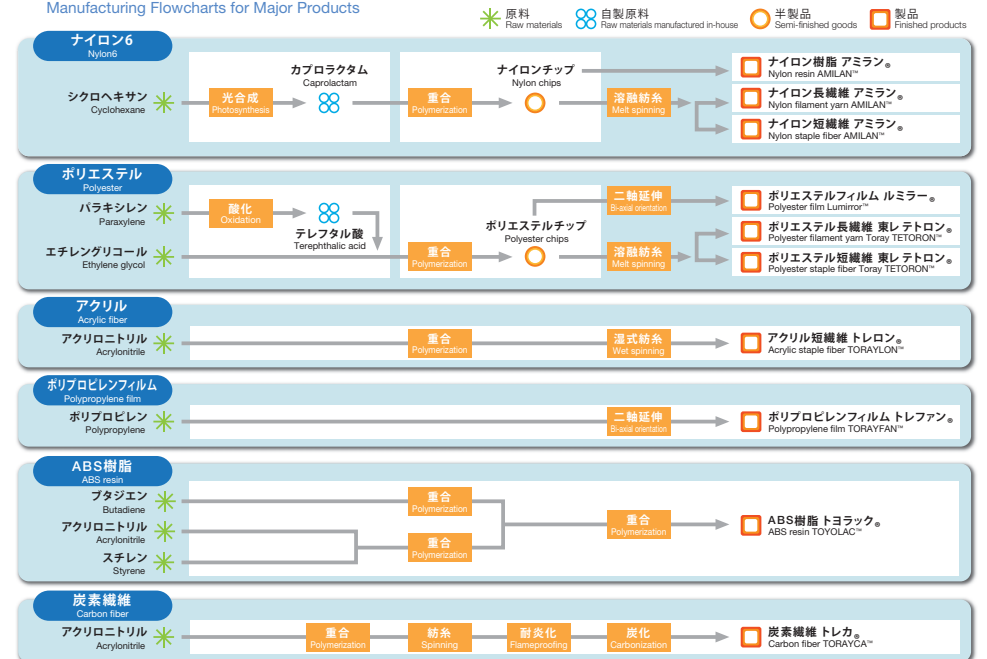 Manufacturing Flowcharts for Major Products
原料
Raw materials
自製原料
Raw materials manufactured in-house
半製品
Semi-finished goods
製品
Finished products
ナイロン6
Nylon6
シクロヘキサン
Cyclohexane
光合成
Photosynthesis
カプロラクタム
Caprolactam
重合
Polymerization
ナイロンチップ
Nylon chips
溶融紡糸
Melt spinning
ナイロン樹脂 アミラン®
Nylon resin AMILAN™
ナイロン長繊維 アミラン®
Nylon filament yarn AMILAN™
ナイロン短繊維 アミラン®
Nylon staple fiber AMILAN™
ポリエステル
Polyester
パラキシレン
Paraxylene
エチレングリコール
Ethylene glycol
酸化
Oxidation
テレフタル酸
Terephthalic acid
重合
Polymerization
ポリエステルチップ
Polyester chips
二軸延伸
Bi-axial orientation
溶融紡糸
Melt spinning
ポリエステルフィルム ルミラー®
Polyester film Lumirror™
ポリエステル長繊維 東レ テトロン®
Polyester filament yarn Toray TETORON™
ポリエステル短繊維 東レ テトロン®
Polyester staple fiber Toray TETORON™
アクリル
Acrylic fiber
アクリロニトリル
Acrylonitrile
重合
Polymerization
湿式紡糸
Wet spinning
アクリル短繊維 トレロン®
Acrylic staple fiber TORAYLON™
ポリプロピレンフィルム
Polypropylene film
ポリプロピレン
Polypropylene
二軸延伸
Bi-axial orientation
ポリプロピレンフィルム トレファン®
Polypropylene film TORAYFAN™
ABS樹脂
ABS resin
ブタジエン
Butadiene
アクリロニトリル
Acrylonitrile
スチレン
Styrene
重合
Polymerization
重合
Polymerization
重合
Polymerization
ABS樹脂 トヨラック®
ABS resin TOYOLAC™
炭素繊維
Carbon fiber
アクリロニトリル
Acrylonitrile
重合
Polymerization
紡糸
Spinning
耐炎化
Flameproofing
炭化
Carbonization
炭素繊維 トレカ®
Carbon fiber TORAYCA™